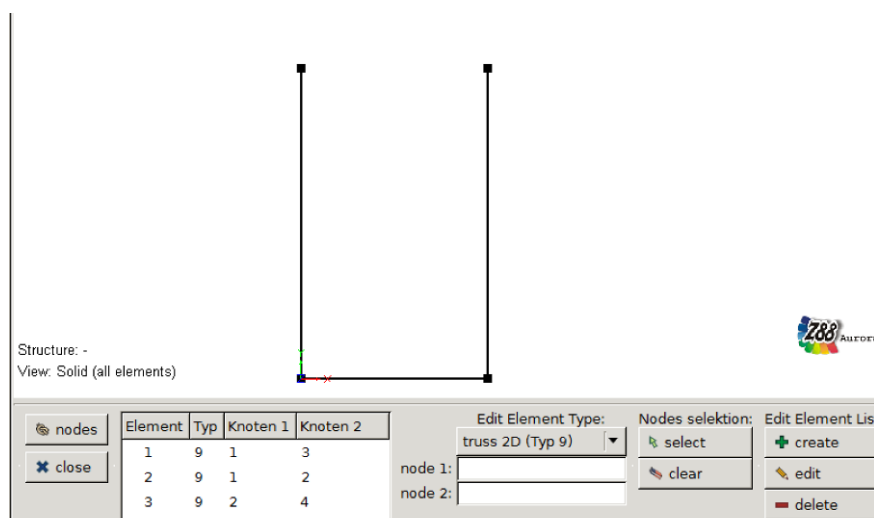 Z88 Aurora
Structure: -
View: Solid (all elements)
nodes
close
Element Typ Knoten 1 Knoten 2
1 9 1 3
2 9 1 2
3 9 2 4
Edit Element Type:
truss 2D (Typ 9)
node 1:
node 2:
Nodes selektion:
select
clear
Edit Element Lis
create
edit
delete